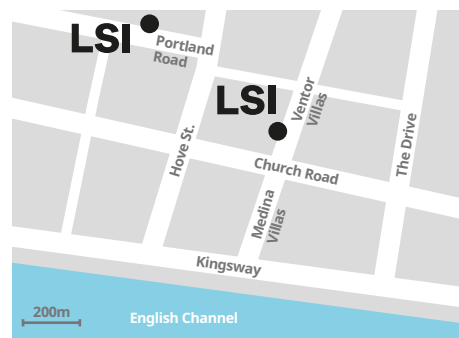 LSI
Portland
Road
LSI
Ventor
Villas
Hove St.
The Drive
Church Road
Medina
Villas
Kingsway
200m
English Channel